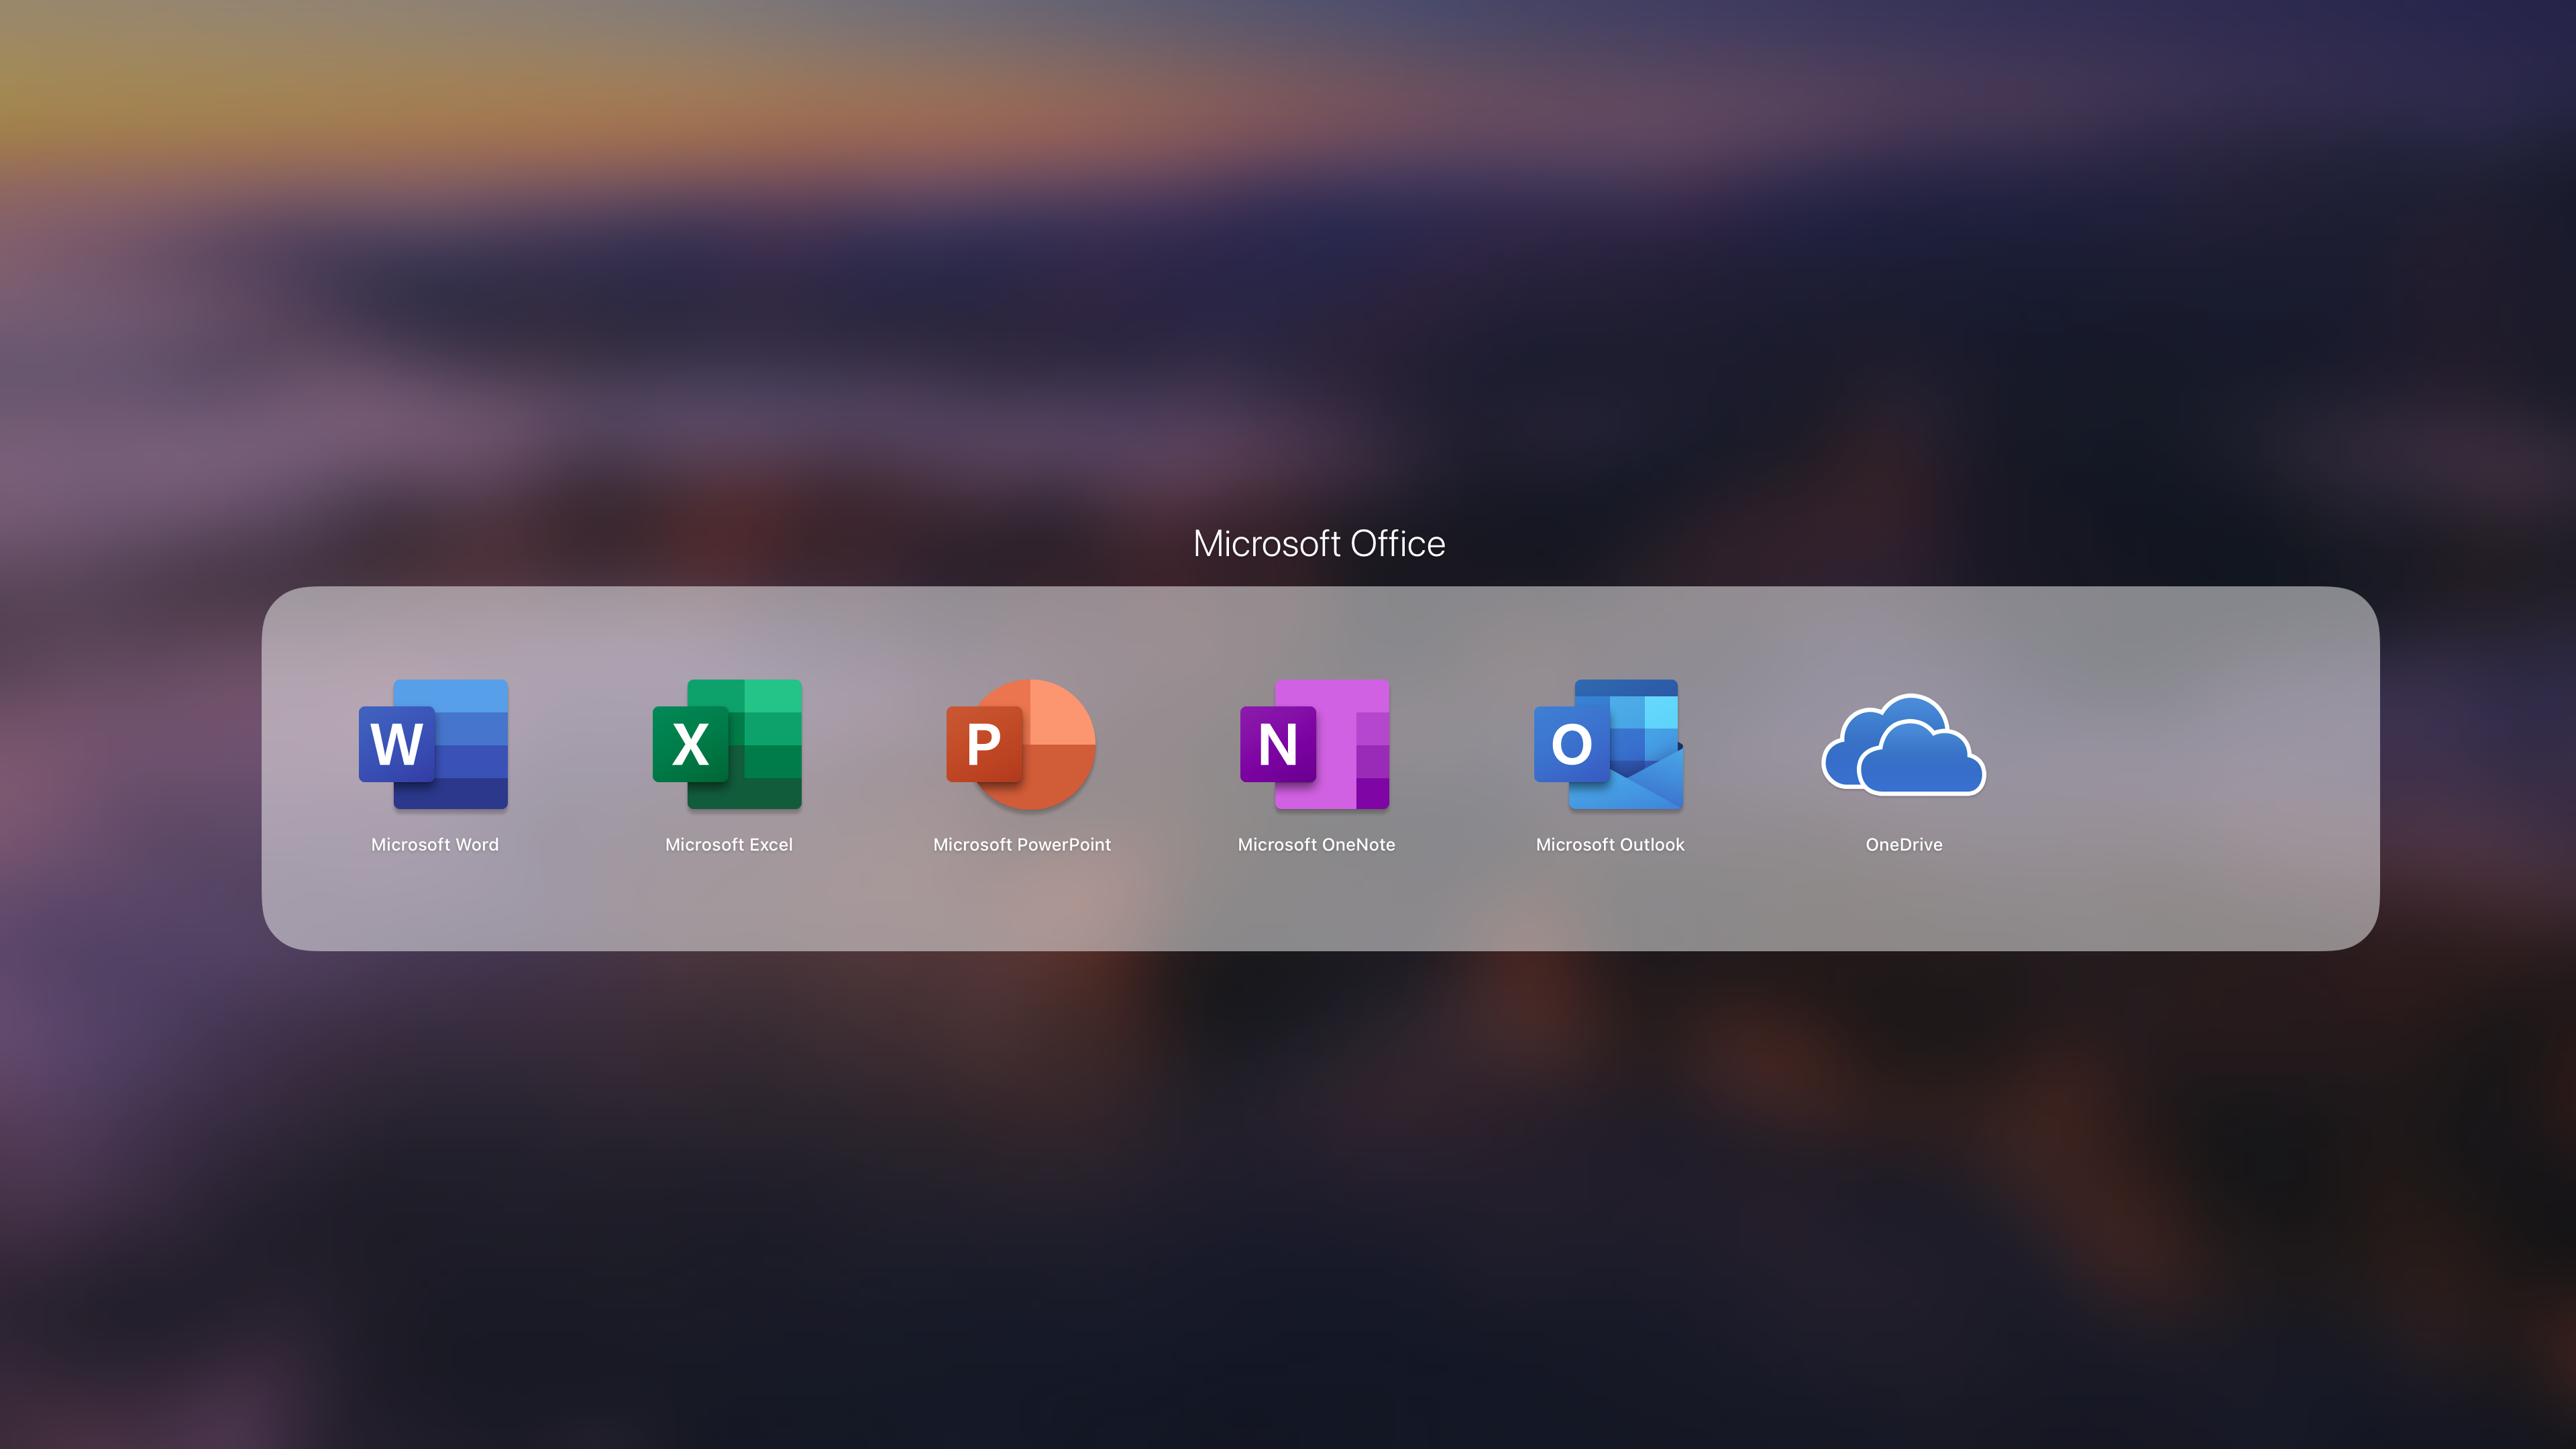 Microsoft Office
W
X
P
N
O
Microsoft Word
Microsoft Excel
Microsoft PowerPoint
Microsoft OneNote
Microsoft Outlook
OneDrive